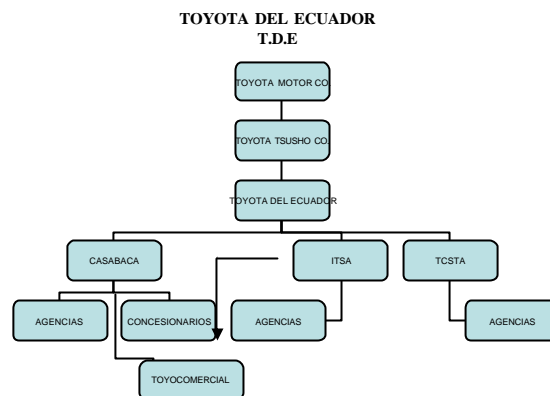 TOYOTA DEL ECUADOR
T.D.E
TOYOTA MOTOR CO.
TOYOTA TSUSHO CO.
TOYOTA DEL ECUADOR
CASABACA
ITSA
TCSTA
AGENCIAS
CONCESIONARIOS
AGENCIAS
AGENCIAS
TOYOCOMERCIAL